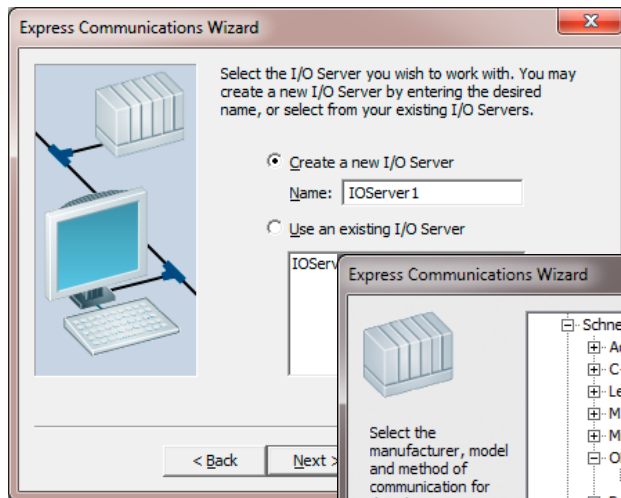 Express Communications Wizard
Select the I/O Server you wish to work with. You may
create a new I/O Server by entering the desired
name, or select from your existing I/O Servers.
Create a new I/O Server
Name: IOServer1
Use an existing I/O Server
< Back
Next >
Express Communications Wizard
Select the
manufacturer, model
and method of
communication for